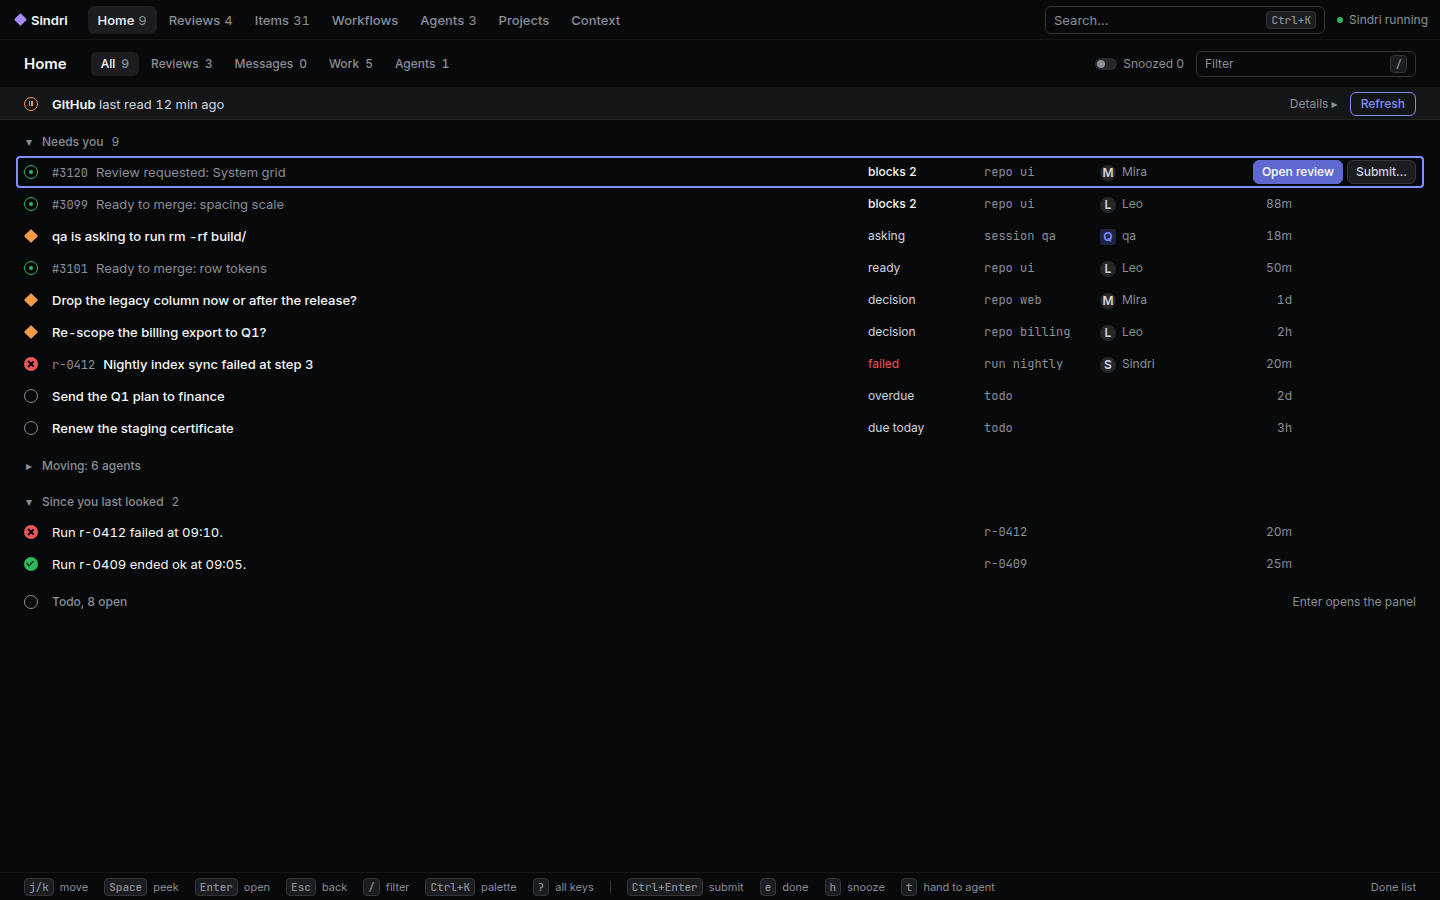 Sindri Home 9 Reviews 4 Items 31 Workflows Agents 3 Projects Context Search... Ctrl+K Sindri running
Home All 9 Reviews 3 Messages 0 Work 5 Agents 1 Snoozed 0 Filter /
GitHub last read 12 min ago Details ▸ Refresh
▾ Needs you 9
#3120 Review requested: System grid blocks 2 repo ui M Mira Open review Submit...
#3099 Ready to merge: spacing scale blocks 2 repo ui L Leo 88m
qa is asking to run rm -rf build/ asking session qa Q qa 18m
#3101 Ready to merge: row tokens ready repo ui L Leo 50m
Drop the legacy column now or after the release? decision repo web M Mira 1d
Re-scope the billing export to Q1? decision repo billing L Leo 2h
r-0412 Nightly index sync failed at step 3 failed run nightly S Sindri 20m
Send the Q1 plan to finance overdue todo 2d
Renew the staging certificate due today todo 3h
▸ Moving: 6 agents
▾ Since you last looked 2
Run r-0412 failed at 09:10. r-0412 20m
Run r-0409 ended ok at 09:05. r-0409 25m
Todo, 8 open Enter opens the panel
j/k move Space peek Enter open Esc back / filter Ctrl+K palette ? all keys Ctrl+Enter submit e done h snooze t hand to agent Done list